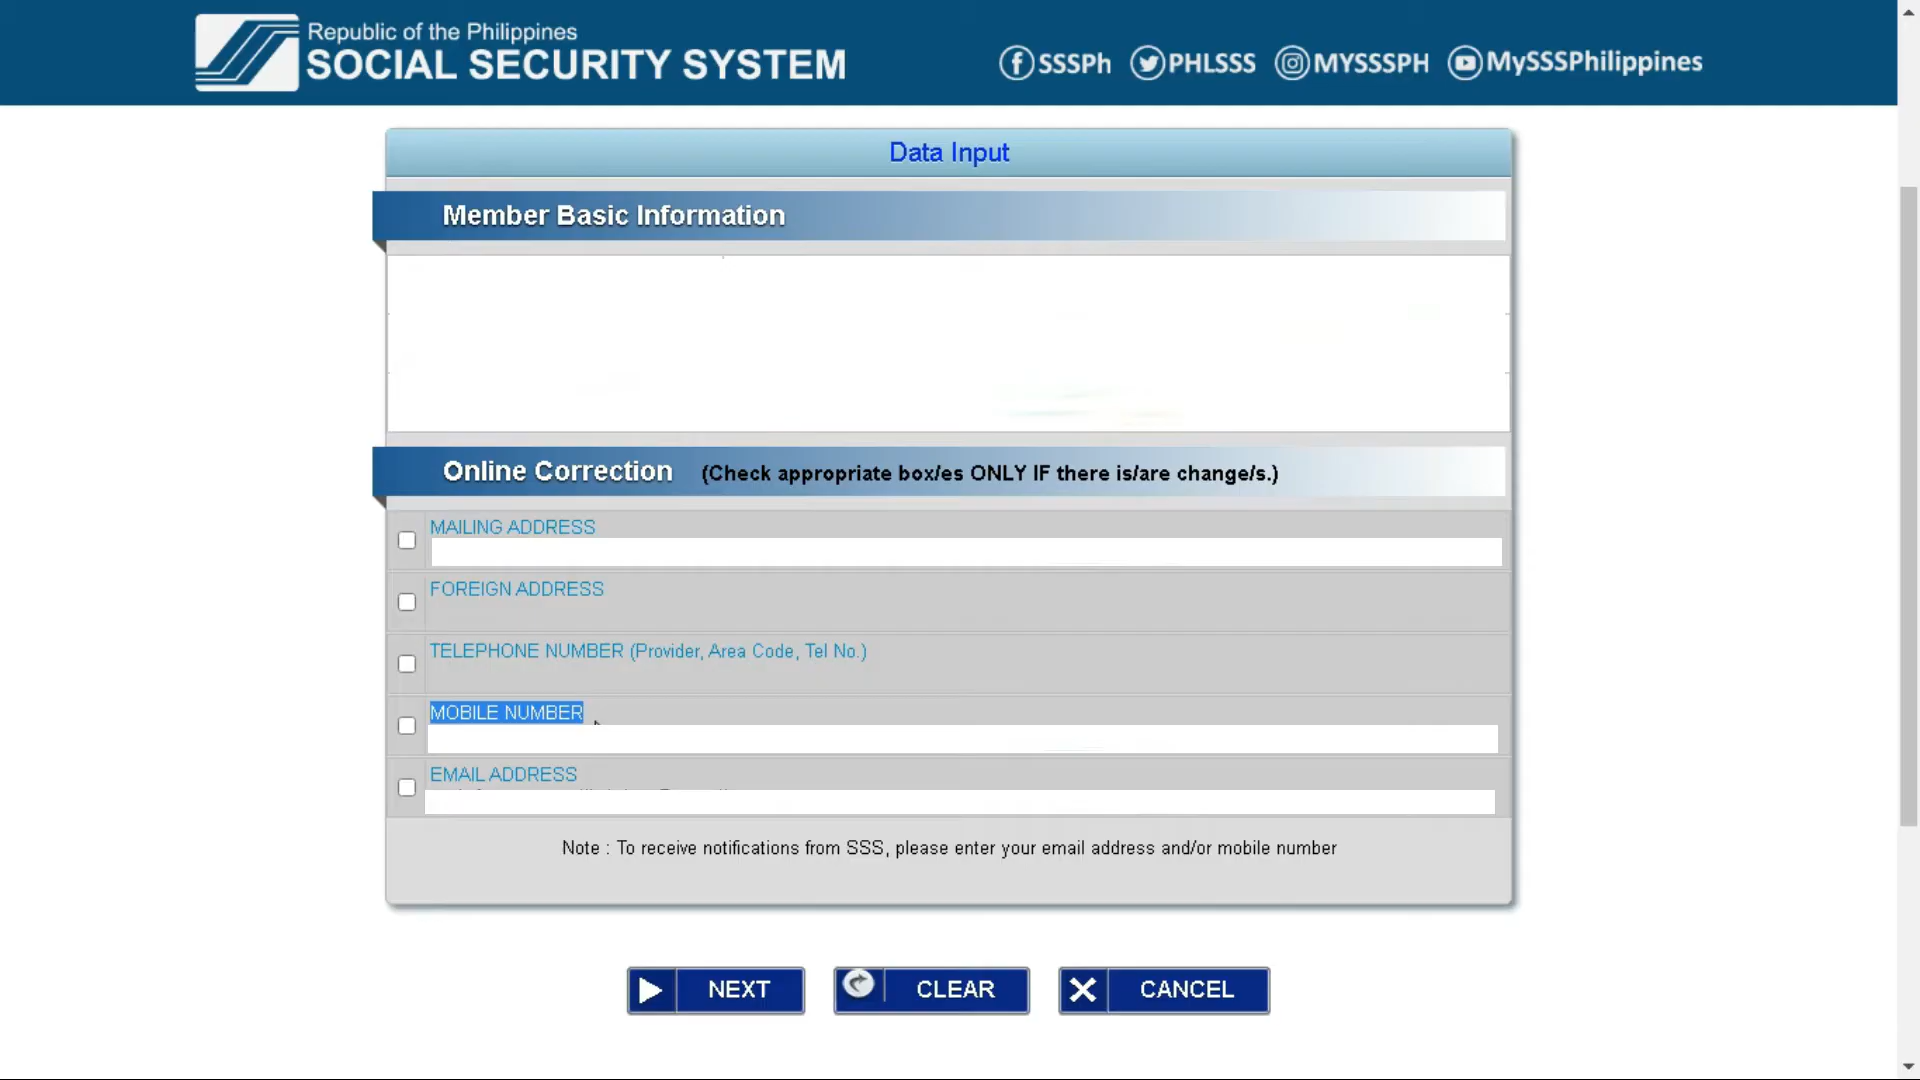 Republic of the Philippines
SOCIAL SECURITY SYSTEM
SSSPh PHLSSS MYSSSPH MySSSPhilippines
Data Input
Member Basic Information
Online Correction (Check appropriate box/es ONLY IF there is/are change/s.)
MAILING ADDRESS
FOREIGN ADDRESS
TELEPHONE NUMBER (Provider, Area Code, Tel No.)
MOBILE NUMBER
EMAIL ADDRESS
Note : To receive notifications from SSS, please enter your email address and/or mobile number
NEXT CLEAR CANCEL